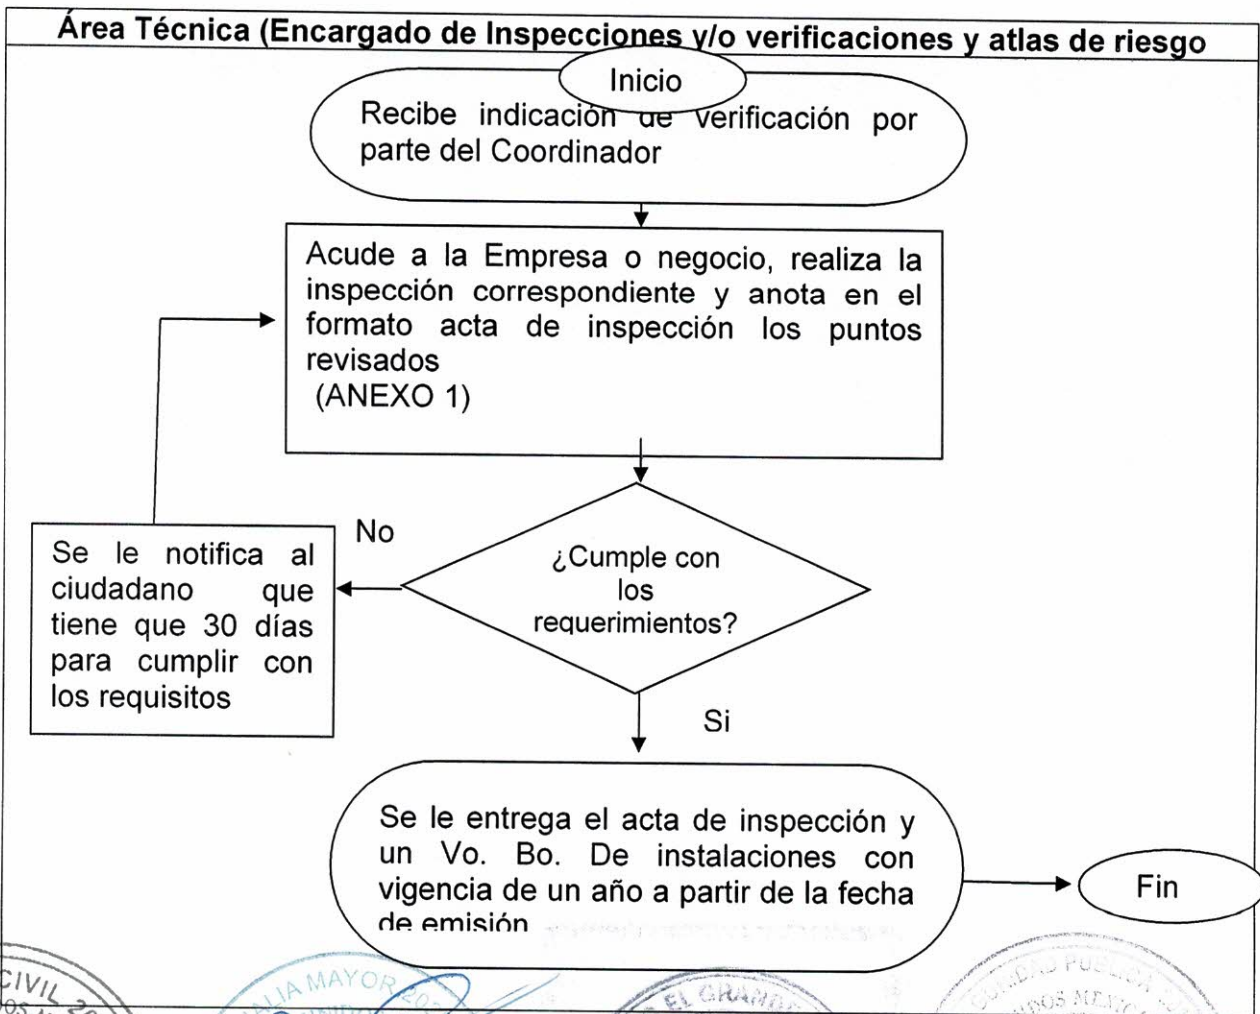 Área Técnica (Encargado de Inspecciones y/o verificaciones y atlas de riesgo
Inicio
Recibe indicación de verificación por
parte del Coordinador
Acude a la Empresa o negocio, realiza la
inspección correspondiente y anota en el
formato acta de inspección los puntos
revisados
(ANEXO 1)
No
¿Cumple con
los
requerimientos?
Se le notifica al
ciudadano que
tiene que 30 días
para cumplir con
los requisitos
Si
Se le entrega el acta de inspección y
un Vo. Bo. De instalaciones con
vigencia de un año a partir de la fecha
de emisión
Fin
CIVIL
MAYOR
EL GRANDE